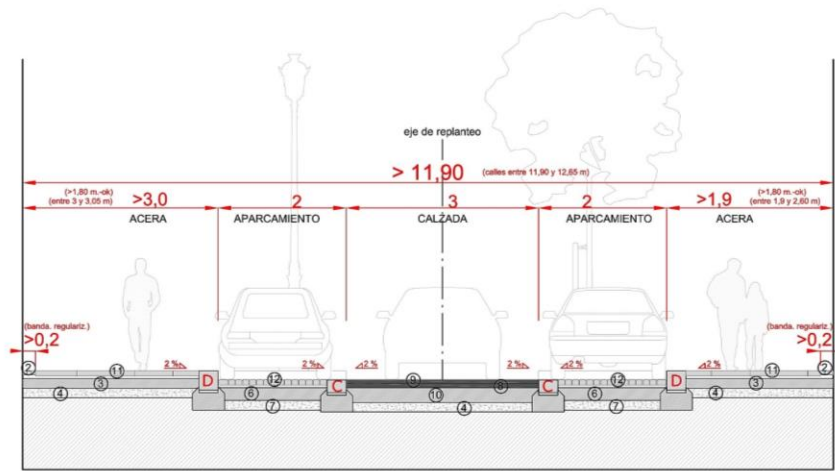 eje de replanteo
> 11,90 (calles entre 11,90 y 12,65 m)
(>1,80 m.-ok)
(entre 3 y 3,05 m)
>3,0
2
3
2
>1,9
(>1,80 m.-ok)
(entre 1,9 y 2,60 m)
ACERA
APARCAMIENTO
CALZADA
APARCAMIENTO
ACERA
(banda. regulariz.)
>0,2
(banda. regulariz.)
>0,2
2 %
2 %
2 %
2 %
2 %
2 %
2
11
D
12
C
9
8
C
12
D
11
2
3
6
10
6
3
4
7
4
7
4